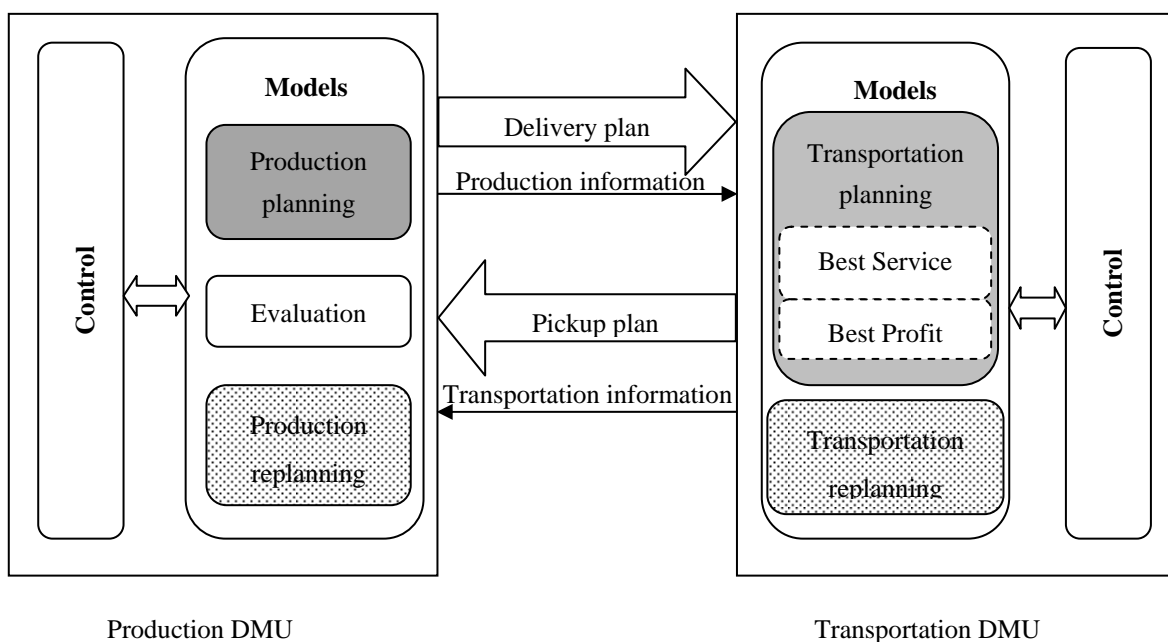 Control
Models
Production
planning
Evaluation
Production
replanning
Delivery plan
Production information
Pickup plan
Transportation information
Models
Transportation
planning
Best Service
Best Profit
Transportation
replanning
Control
Production DMU
Transportation DMU